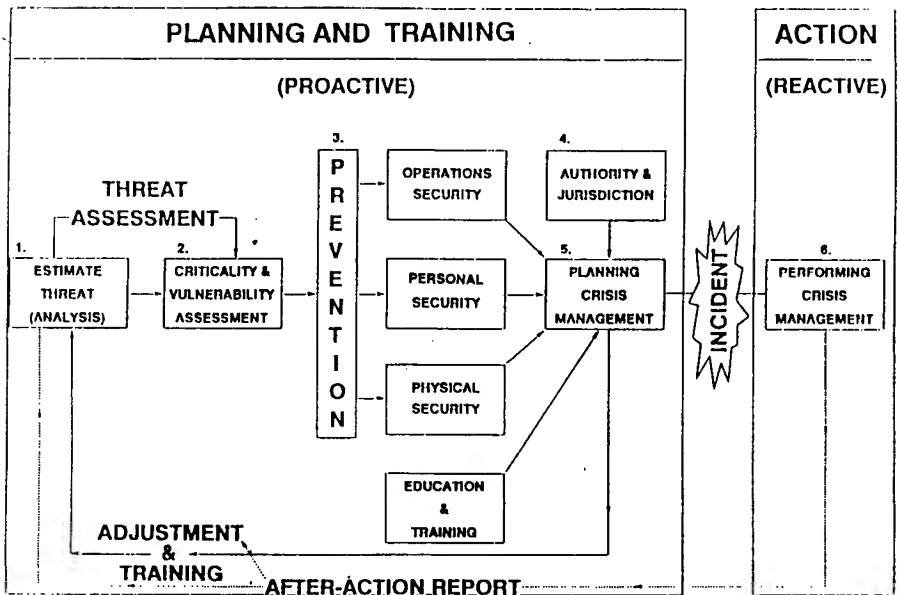 PLANNING AND TRAINING
(PROACTIVE)
ACTION
(REACTIVE)
THREAT
ASSESSMENT
1.
ESTIMATE
THREAT
(ANALYSIS)
2.
CRITICALITY &
VULNERABILITY
ASSESSMENT
3.
PREVENTION
OPERATIONS
SECURITY
PERSONAL
SECURITY
PHYSICAL
SECURITY
EDUCATION
&
TRAINING
4.
AUTHORITY &
JURISDICTION
5.
PLANNING
CRISIS
MANAGEMENT
INCIDENT
6.
PERFORMING
CRISIS
MANAGEMENT
ADJUSTMENT
&
TRAINING
AFTER-ACTION REPORT